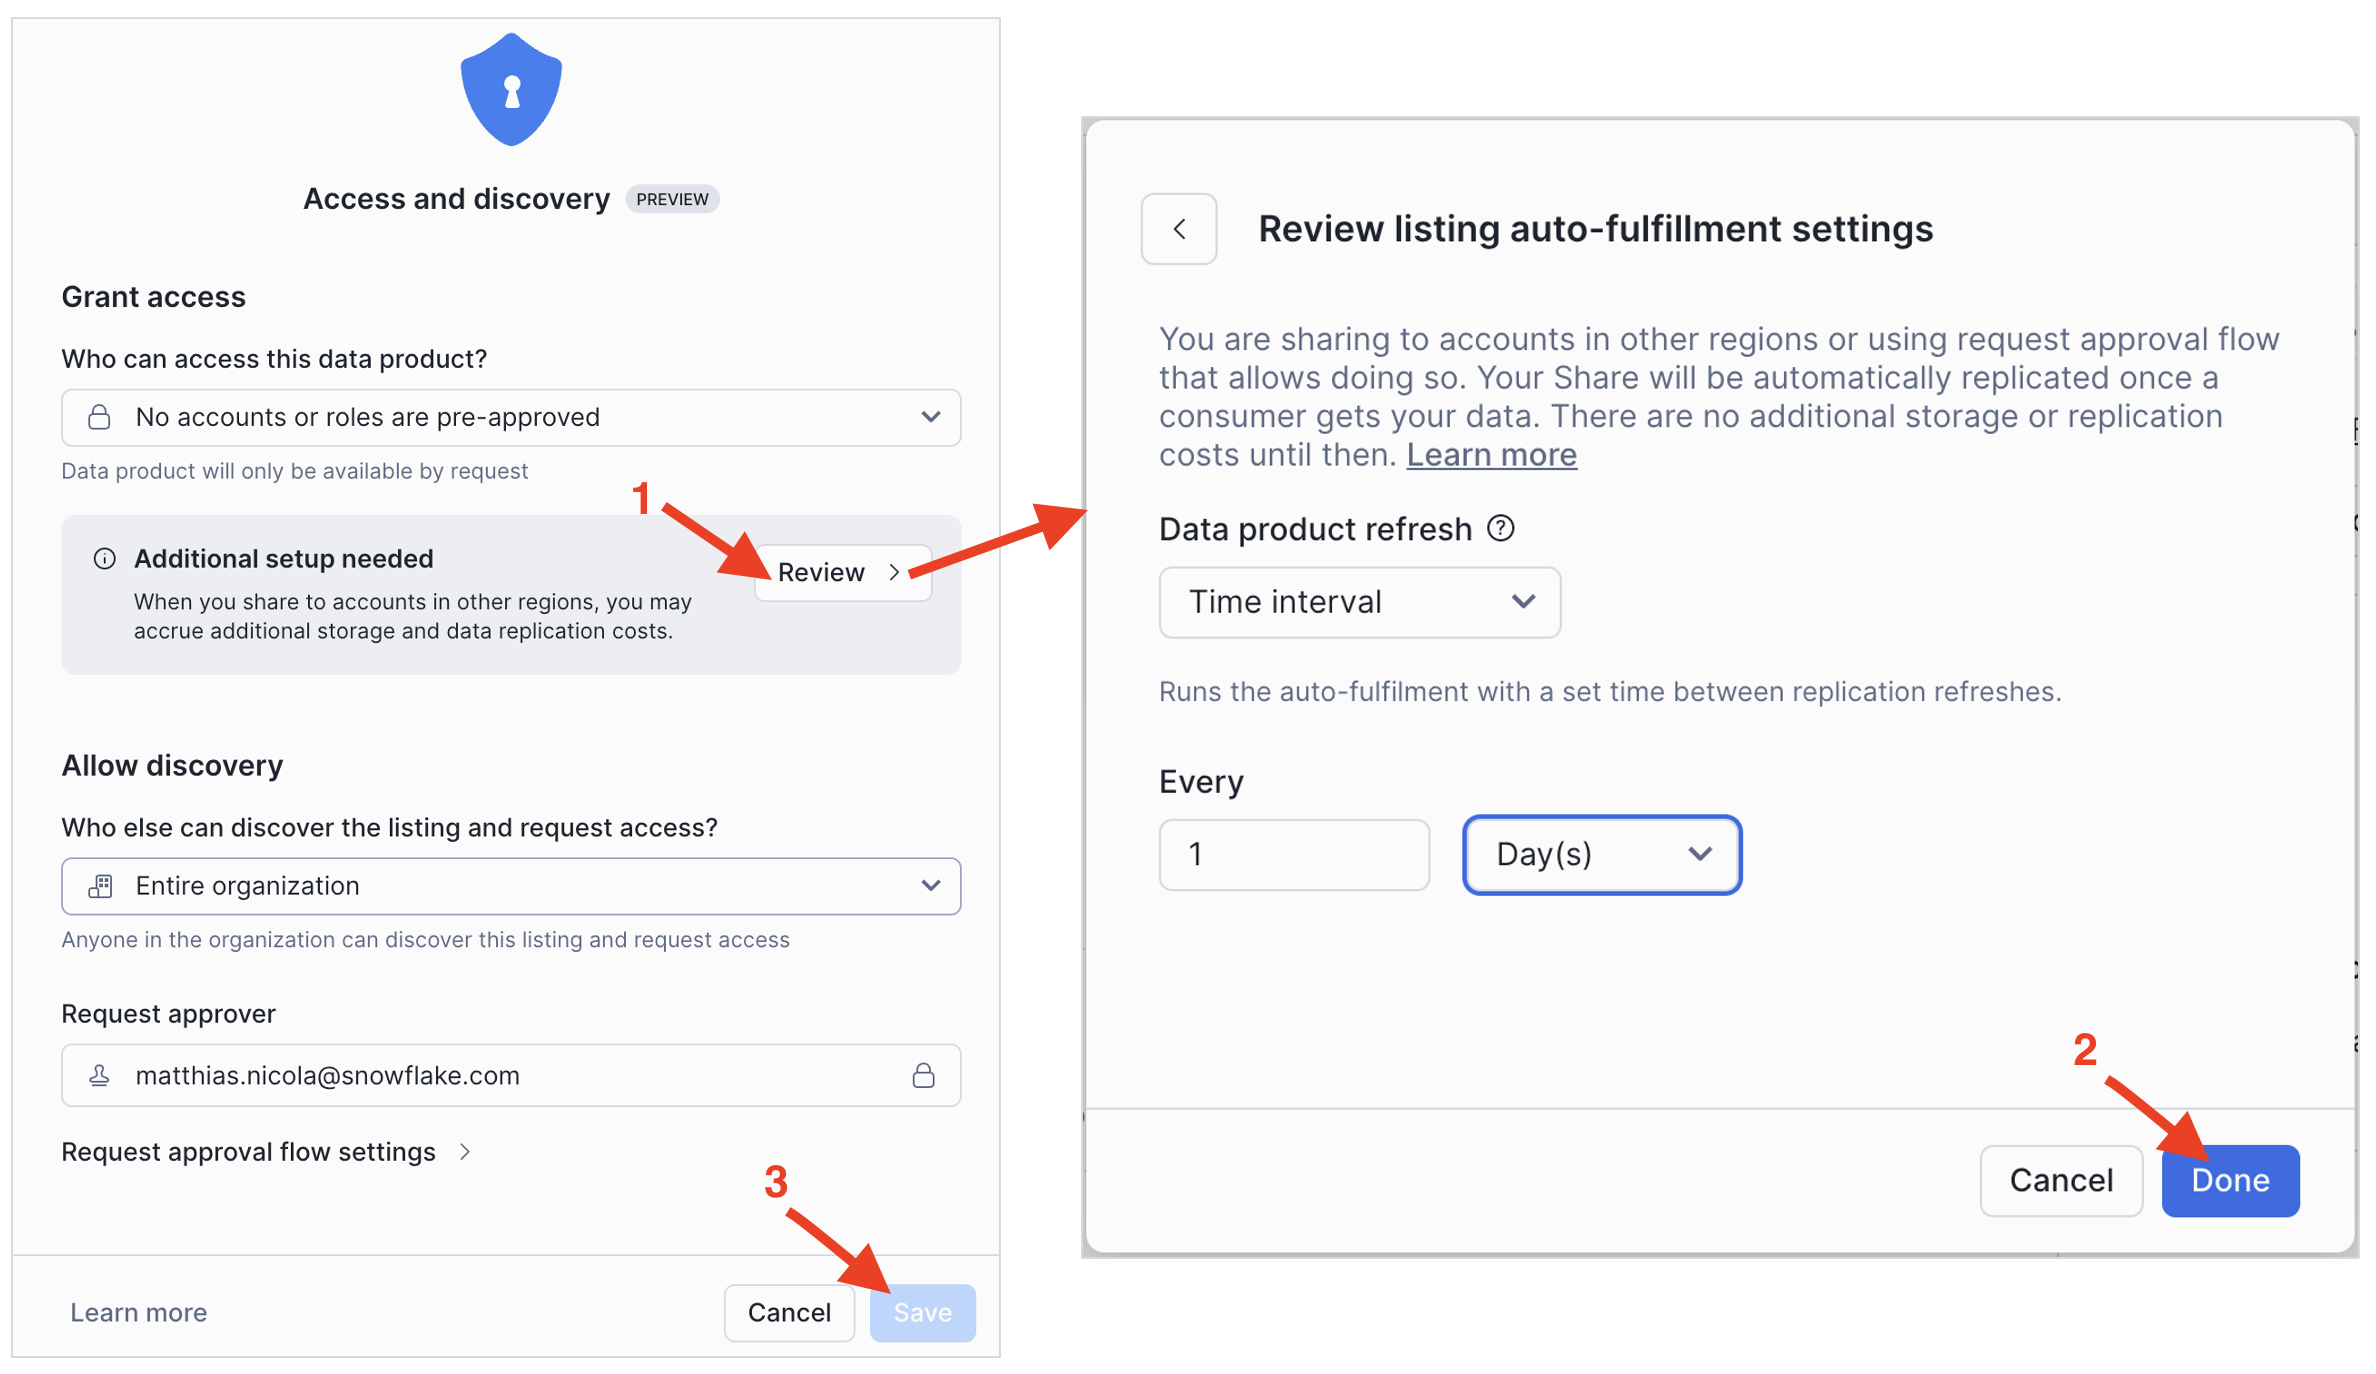 Access and discovery PREVIEW
Grant access
Who can access this data product?
No accounts or roles are pre-approved
Data product will only be available by request
1
Additional setup needed
When you share to accounts in other regions, you may
accrue additional storage and data replication costs.
Review
Allow discovery
Who else can discover the listing and request access?
Entire organization
Anyone in the organization can discover this listing and request access
Request approver
matthias.nicola@snowflake.com
Request approval flow settings
3
Learn more
Cancel
Save
Review listing auto-fulfillment settings
You are sharing to accounts in other regions or using request approval flow
that allows doing so. Your Share will be automatically replicated once a
consumer gets your data. There are no additional storage or replication
costs until then. Learn more
Data product refresh
Time interval
Runs the auto-fulfilment with a set time between replication refreshes.
Every
1
Day(s)
2
Cancel
Done